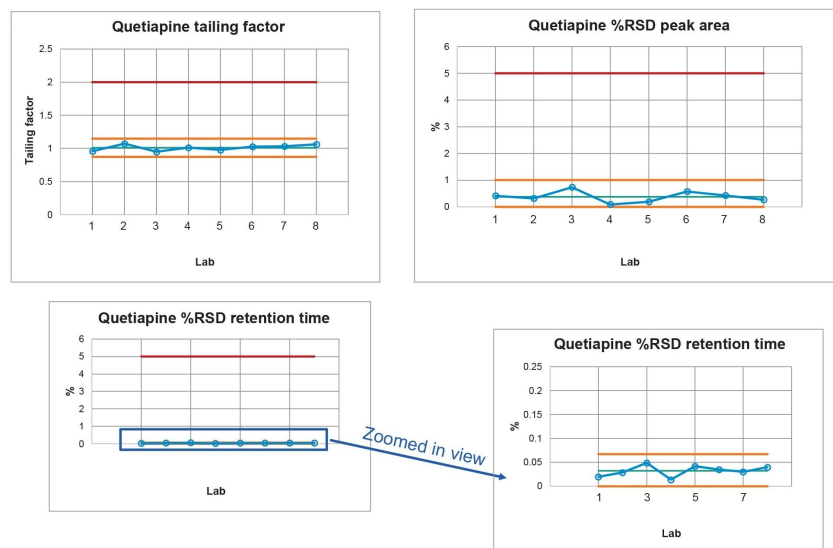 Quetiapine tailing factor
Tailing factor
2.5
2
1.5
1
0.5
0
1 2 3 4 5 6 7 8
Lab
Quetiapine %RSD peak area
%
6
5
4
3
2
1
0
1 2 3 4 5 6 7 8
Lab
Quetiapine %RSD retention time
%
6
5
4
3
2
1
0
Lab
Zoomed in view
Quetiapine %RSD retention time
%
0.25
0.2
0.15
0.1
0.05
0
1 3 5 7
Lab